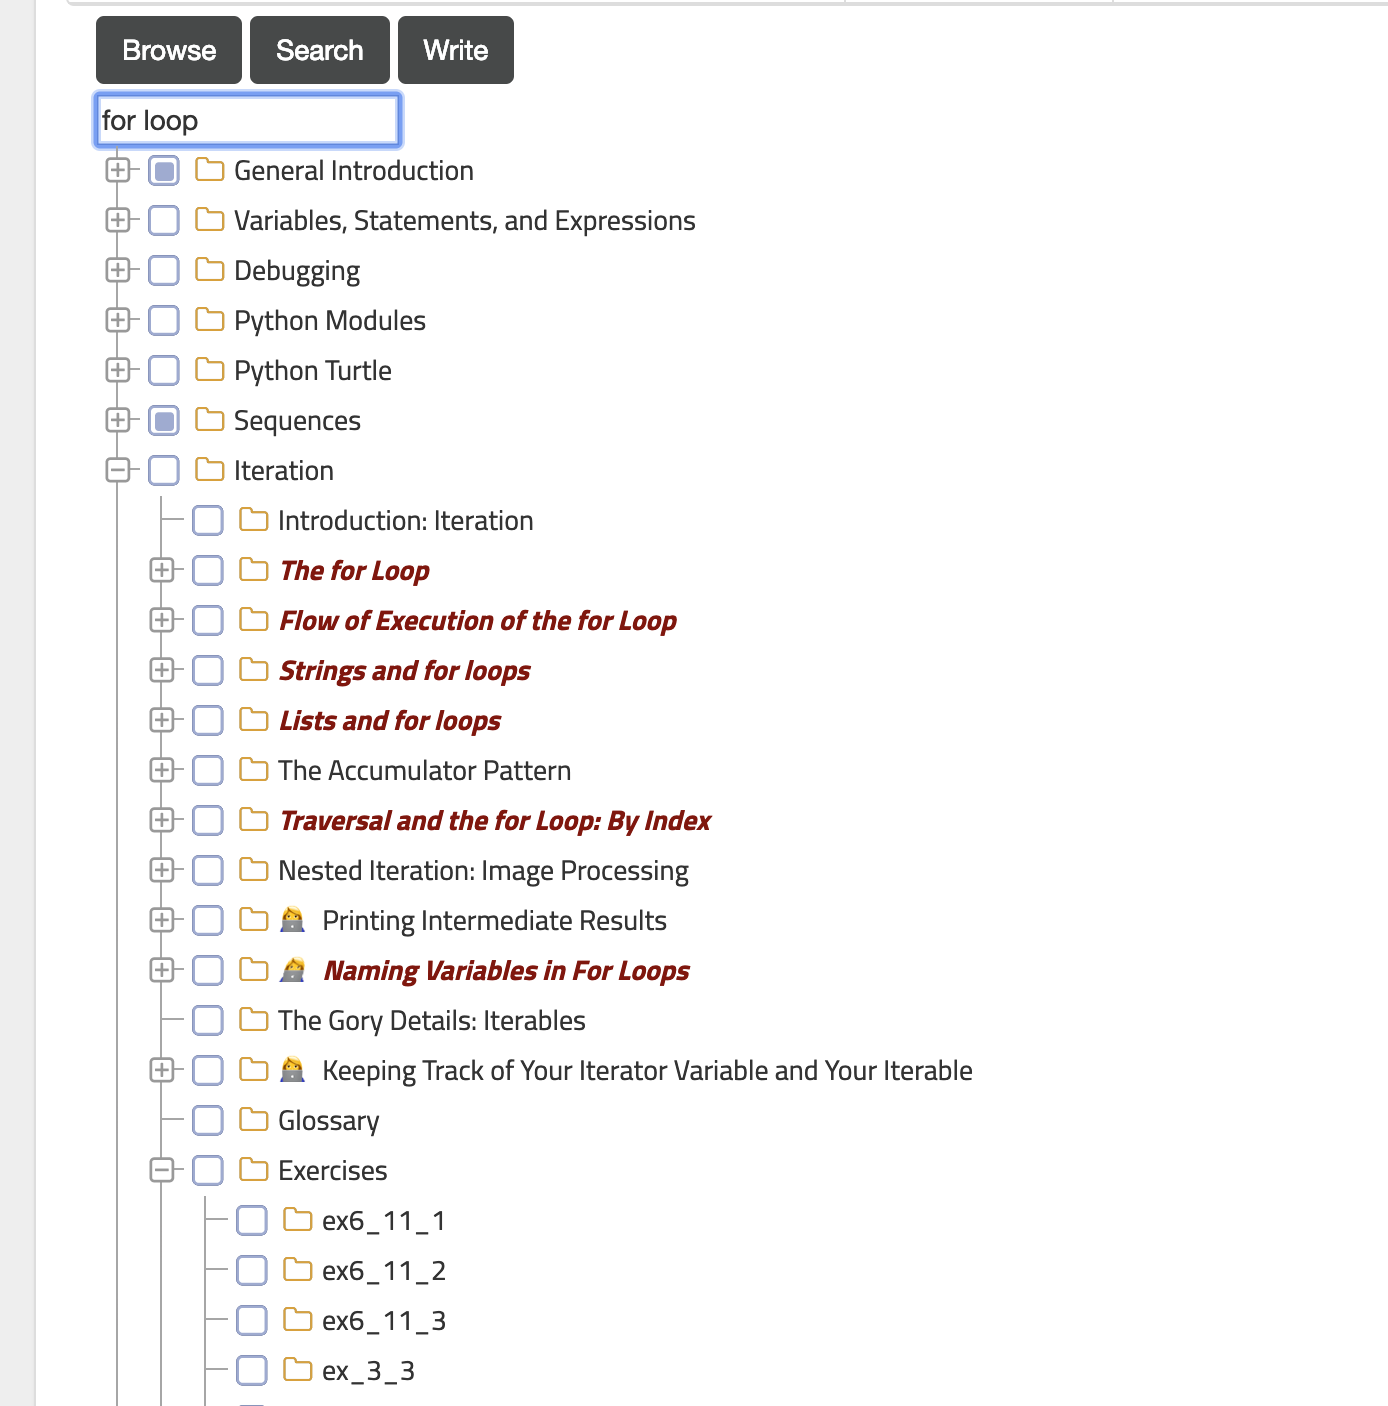 Browse Search Write
for loop
General Introduction
Variables, Statements, and Expressions
Debugging
Python Modules
Python Turtle
Sequences
Iteration
Introduction: Iteration
The for Loop
Flow of Execution of the for Loop
Strings and for loops
Lists and for loops
The Accumulator Pattern
Traversal and the for Loop: By Index
Nested Iteration: Image Processing
Printing Intermediate Results
Naming Variables in For Loops
The Gory Details: Iterables
Keeping Track of Your Iterator Variable and Your Iterable
Glossary
Exercises
ex6_11_1
ex6_11_2
ex6_11_3
ex_3_3